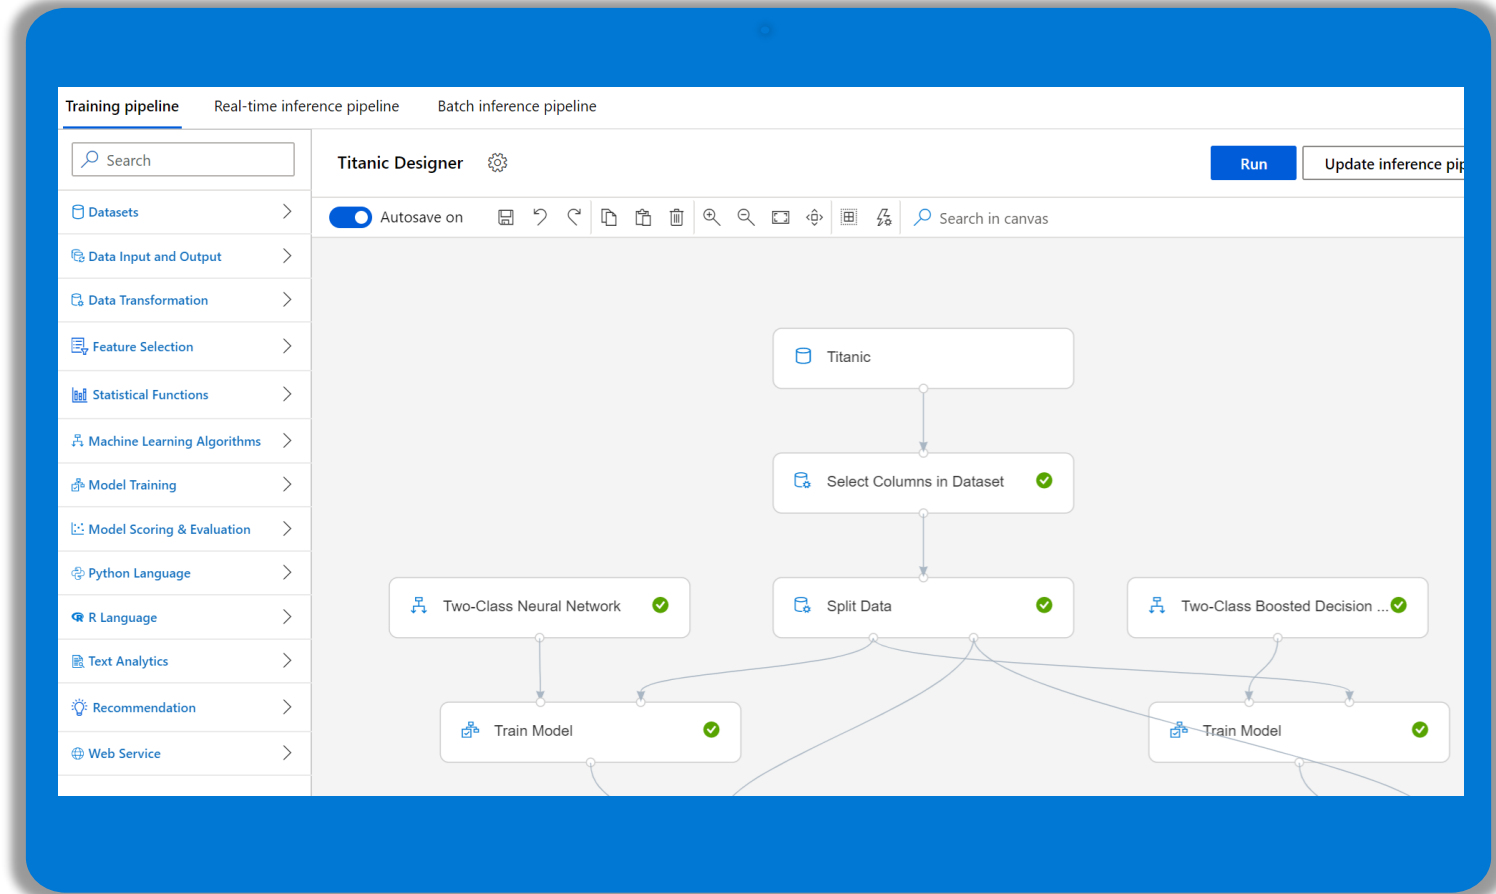 Training pipeline Real-time inference pipeline Batch inference pipeline
Search
Titanic Designer
Run
Update inference pip
Autosave on
Search in canvas
Datasets
Data Input and Output
Data Transformation
Feature Selection
Statistical Functions
Machine Learning Algorithms
Model Training
Model Scoring & Evaluation
Python Language
R Language
Text Analytics
Recommendation
Web Service
Titanic
Select Columns in Dataset
Two-Class Neural Network
Split Data
Two-Class Boosted Decision ...
Train Model
Train Model